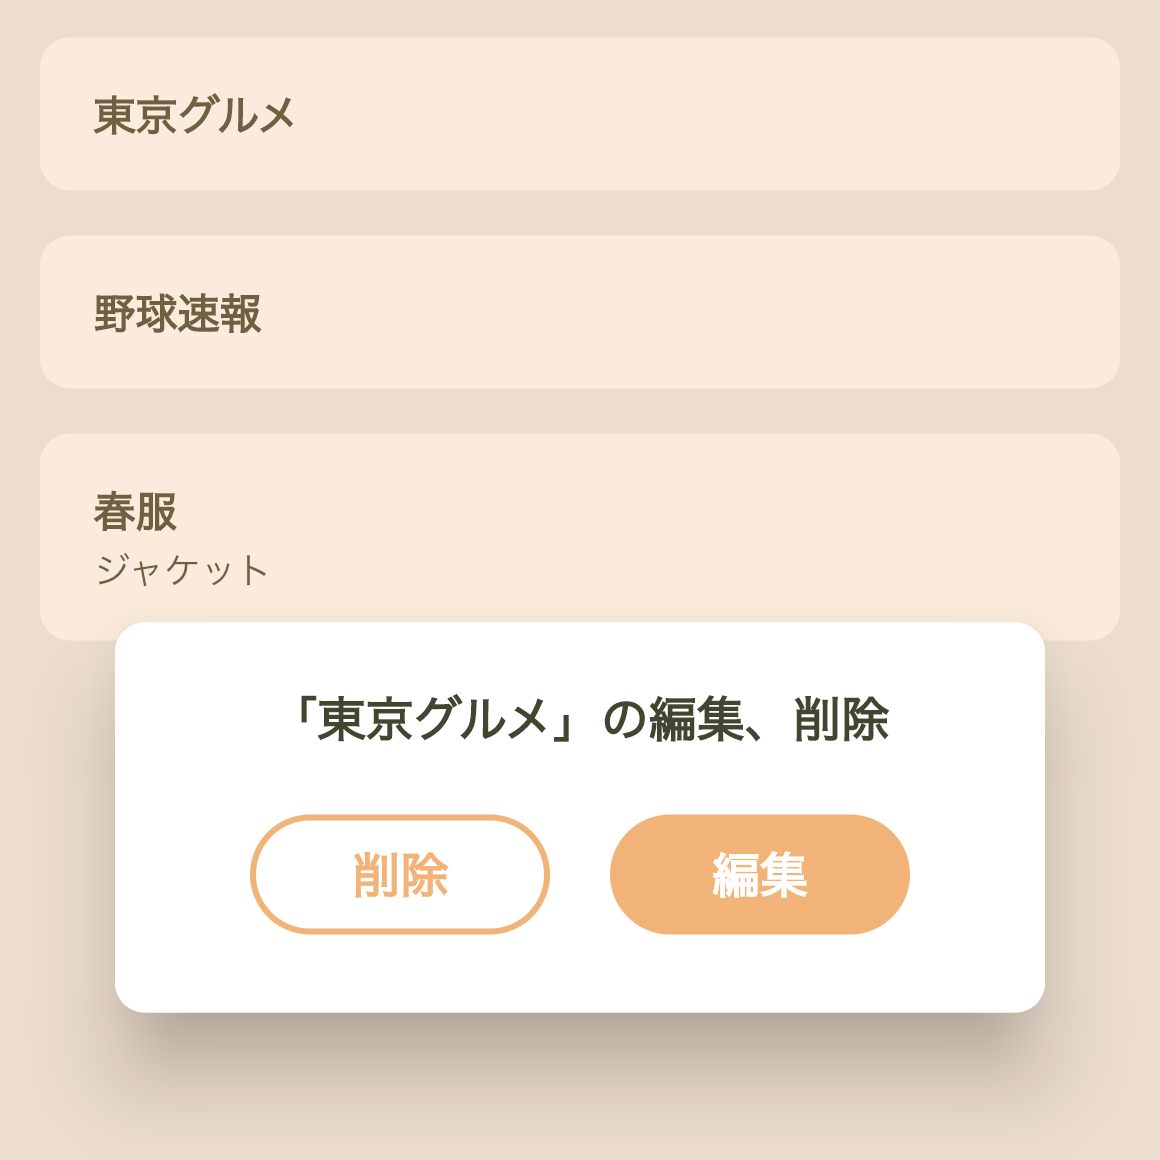 東京グルメ
野球速報
春服
ジャケット
「東京グルメ」の編集、削除
削除
編集